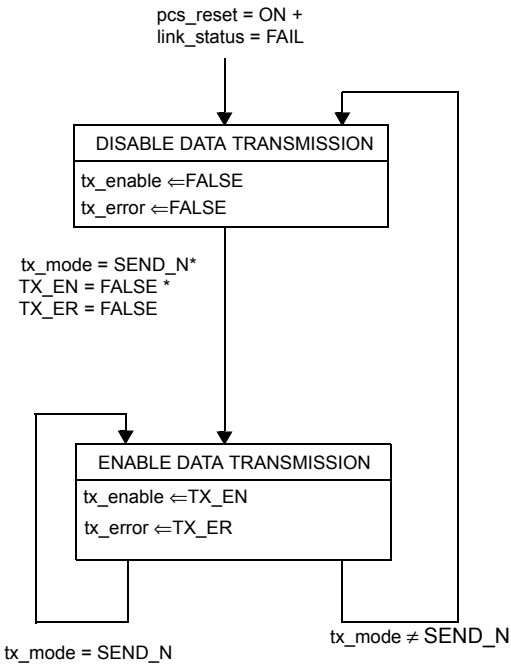 pcs_reset = ON +
link_status = FAIL
DISABLE DATA TRANSMISSION
tx_enable ⇐FALSE
tx_error ⇐FALSE
tx_mode = SEND_N*
TX_EN = FALSE *
TX_ER = FALSE
ENABLE DATA TRANSMISSION
tx_enable ⇐TX_EN
tx_error ⇐TX_ER
tx_mode = SEND_N
tx_mode ≠ SEND_N